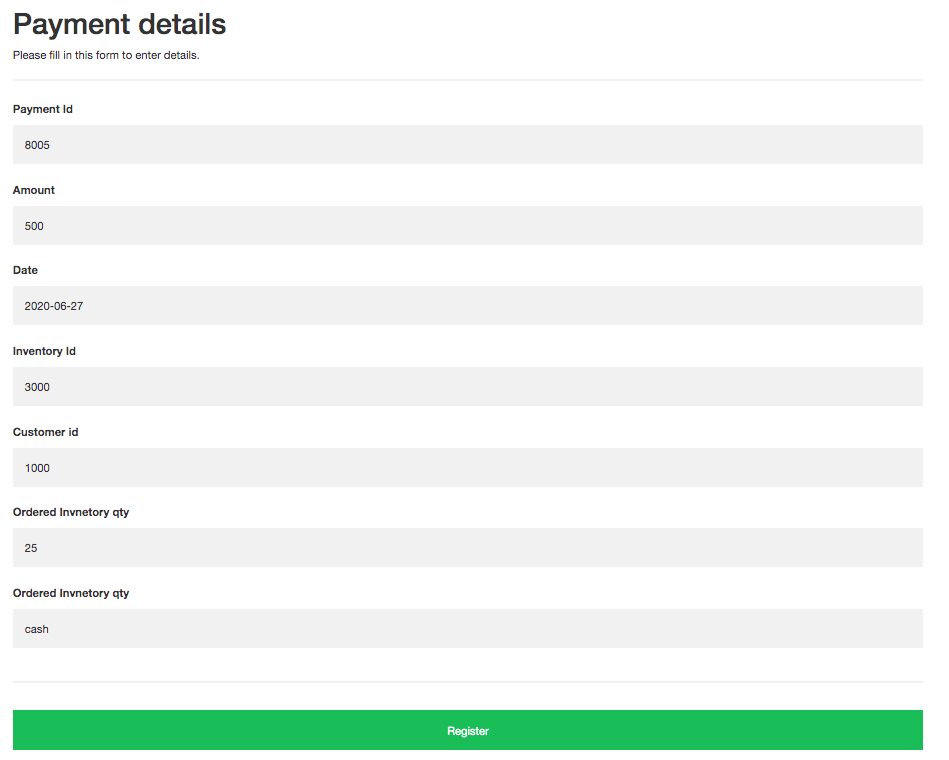 Payment details
Please fill in this form to enter details.
Payment Id
8005
Amount
500
Date
2020-06-27
Inventory Id
3000
Customer id
1000
Ordered Invnetory qty
25
Ordered Invnetory qty
cash
Register